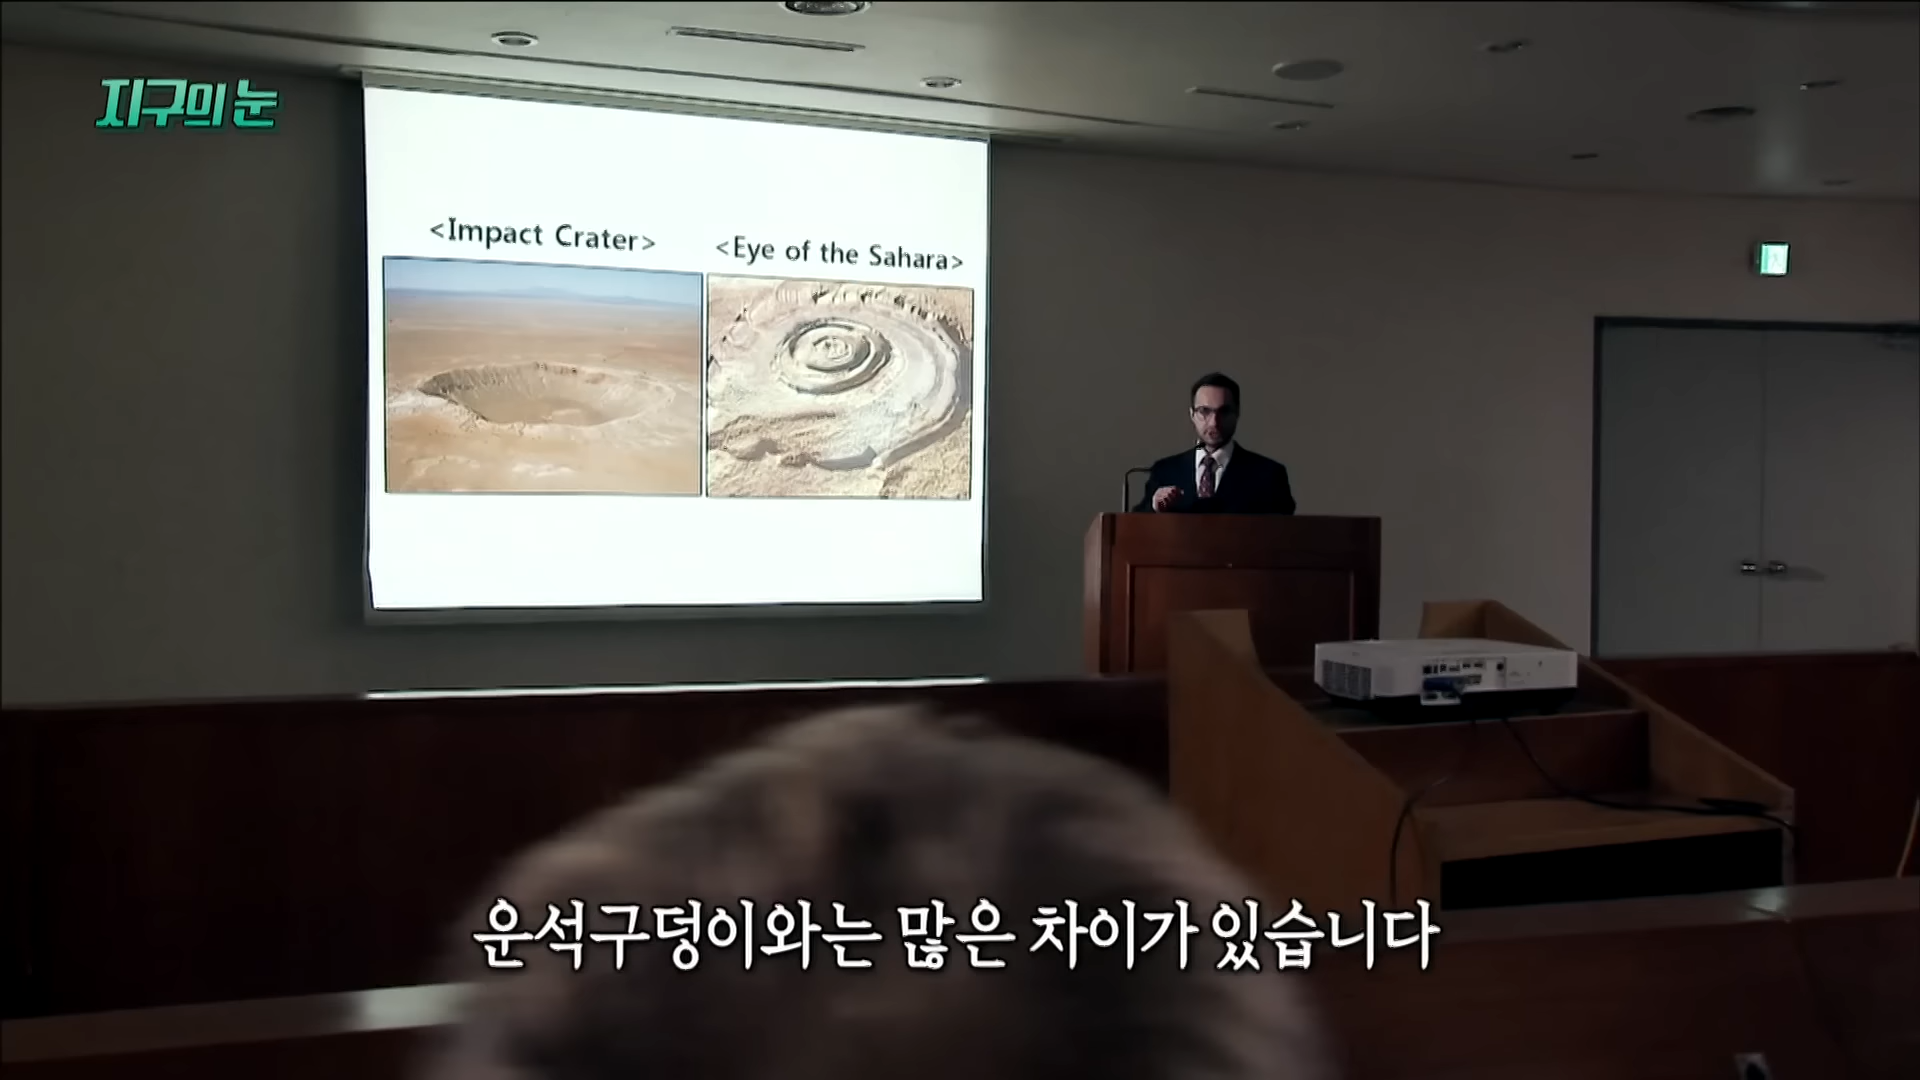 지구의 눈
<Impact Crater>
<Eye of the Sahara>
운석구덩이와는 많은 차이가 있습니다